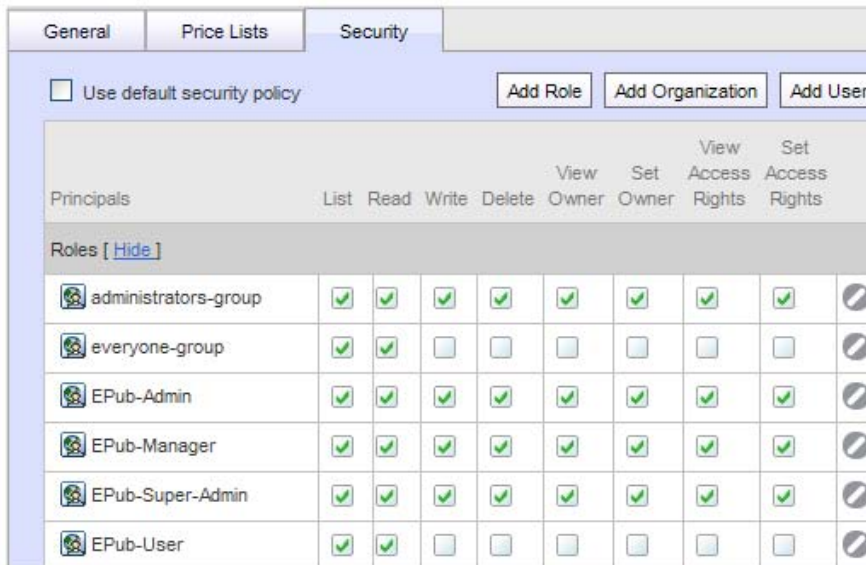 General Price Lists Security
Use default security policy Add Role Add Organization Add User
View Set
View Set Access Access
Principals List Read Write Delete Owner Owner Rights Rights
Roles [ Hide ]
administrators-group
everyone-group
EPub-Admin
EPub-Manager
EPub-Super-Admin
EPub-User